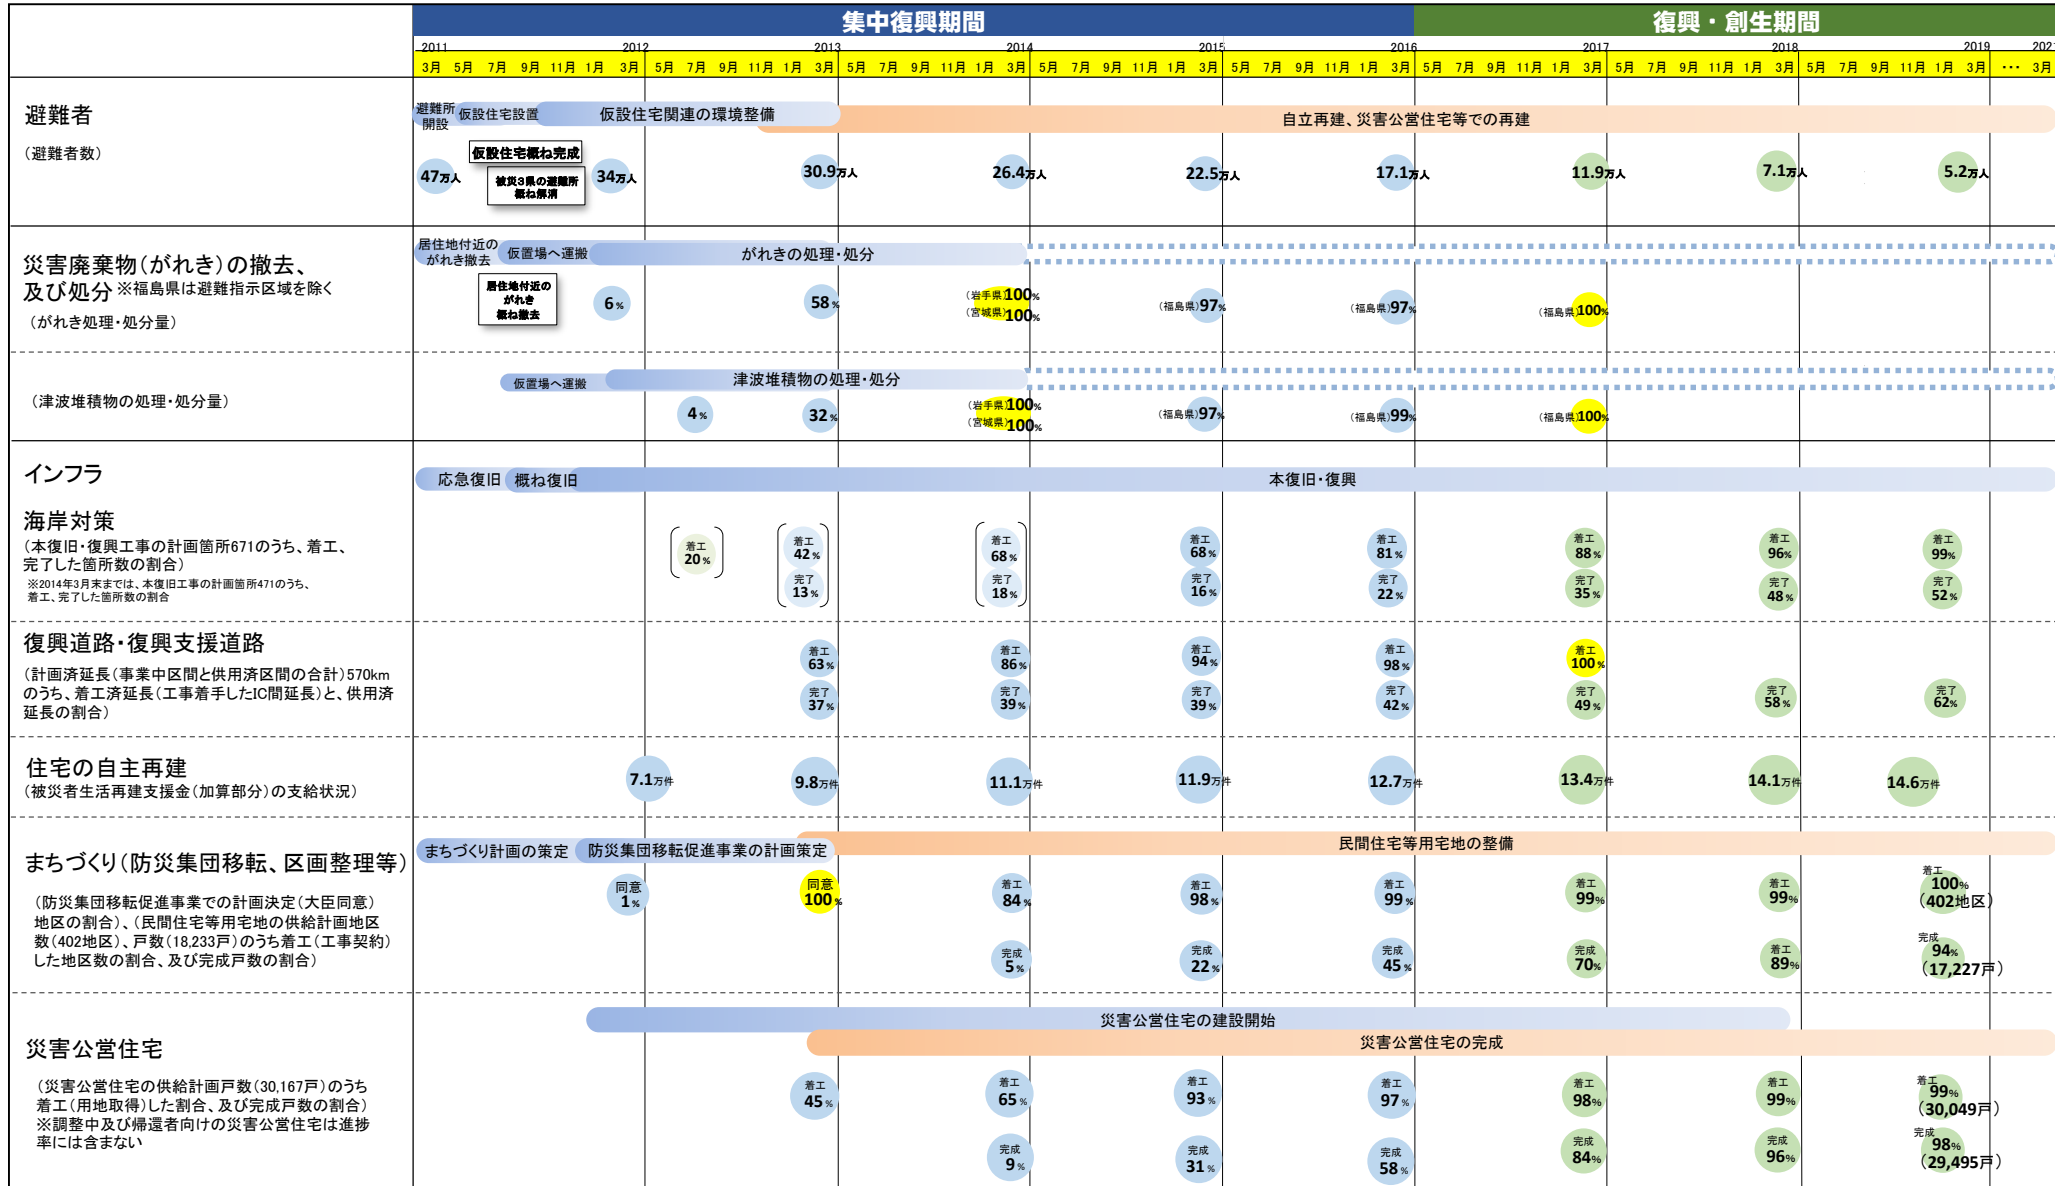 集中復興期間 復興・創生期間
2011 2012 2013 2014 2015 2016 2017 2018 2019 2021
3月 5月 7月 9月 11月 1月 3月 5月 7月 9月 11月 1月 3月 5月 7月 9月 11月 1月 3月 5月 7月 9月 11月 1月 3月 5月 7月 9月 11月 1月 3月 5月 7月 9月 11月 1月 3月 5月 7月 9月 11月 1月 3月 5月 7月 9月 11月 1月 3月 ・・・ 3月
避難者
(避難者数)
避難所
開設
仮設住宅設置
仮設住宅関連の環境整備
自立再建、災害公営住宅等での再建
仮設住宅概ね完成
被災3県の避難所
概ね解消
47万人 34万人 30.9万人 26.4万人 22.5万人 17.1万人 11.9万人 7.1万人 5.2万人
災害廃棄物(がれき)の撤去、
及び処分 ※福島県は避難指示区域を除く
(がれき処理・処分量)
居住地付近の
がれき撤去
仮置場へ運搬
がれきの処理・処分
居住地付近の
がれき
概ね撤去
6% 58% (岩手県)100% (福島県)97% (福島県)97% (福島県)100%
(宮城県)100%
(津波堆積物の処理・処分量)
仮置場へ運搬
津波堆積物の処理・処分
4% 32% (岩手県)100% (福島県)97% (福島県)99% (福島県)100%
(宮城県)100%
インフラ
応急復旧 概ね復旧 本復旧・復興
海岸対策
(本復旧・復興工事の計画箇所671のうち、着工、
完了した箇所数の割合)
※2014年3月末までは、本復旧工事の計画箇所471のうち、
着工、完了した箇所数の割合
着工 着工 着工 着工 着工 着工 着工 着工
20% 42% 68% 68% 81% 88% 96% 99%
完了 完了 完了 完了 完了 完了 完了
13% 18% 16% 22% 35% 48% 52%
復興道路・復興支援道路
(計画済延長(事業中区間と供用済区間の合計)570km
のうち、着工済延長(工事着手したIC間延長)と、供用済
延長の割合)
着工 着工 着工 着工 着工
63% 86% 94% 98% 100%
完了 完了 完了 完了 完了 完了 完了
37% 39% 39% 42% 49% 58% 62%
住宅の自主再建
(被災者生活再建支援金(加算部分)の支給状況)
7.1万件 9.8万件 11.1万件 11.9万件 12.7万件 13.4万件 14.1万件 14.6万件
まちづくり(防災集団移転、区画整理等)
(防災集団移転促進事業での計画決定(大臣同意)
地区の割合)、(民間住宅等用宅地の供給計画地区
数(402地区)、戸数(18,233戸)のうち着工(工事契約)
した地区数の割合、及び完成戸数の割合)
まちづくり計画の策定 防災集団移転促進事業の計画策定
民間住宅等用宅地の整備
同意 同意 着工 着工 着工 着工 着工 着工
1% 100% 84% 98% 99% 99% 99% 100%
(402地区)
完成 完成 完成 完成 着工 完成
5% 22% 45% 70% 89% 94%
(17,227戸)
災害公営住宅
(災害公営住宅の供給計画戸数(30,167戸)のうち
着工(用地取得)した割合、及び完成戸数の割合)
※調整中及び帰還者向けの災害公営住宅は進捗
率には含まない
災害公営住宅の建設開始
災害公営住宅の完成
着工 着工 着工 着工 着工 着工 着工
45% 65% 93% 97% 98% 99% 99%
(30,049戸)
完成 完成 完成 完成 完成 完成
9% 31% 58% 84% 96% 98%
(29,495戸)